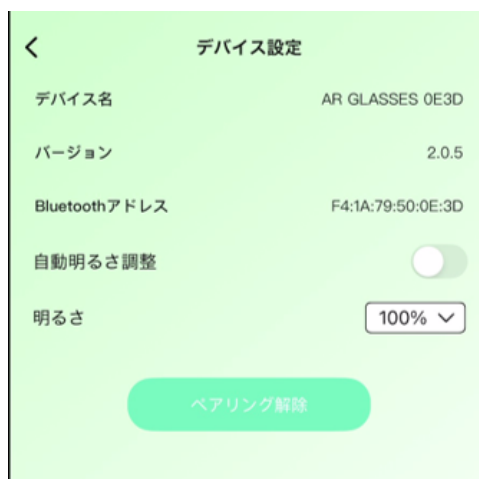 デバイス設定
デバイス名 AR GLASSES 0E3D
バージョン 2.0.5
Bluetoothアドレス F4:1A:79:50:0E:3D
自動明るさ調整
明るさ 100%
ペアリング解除